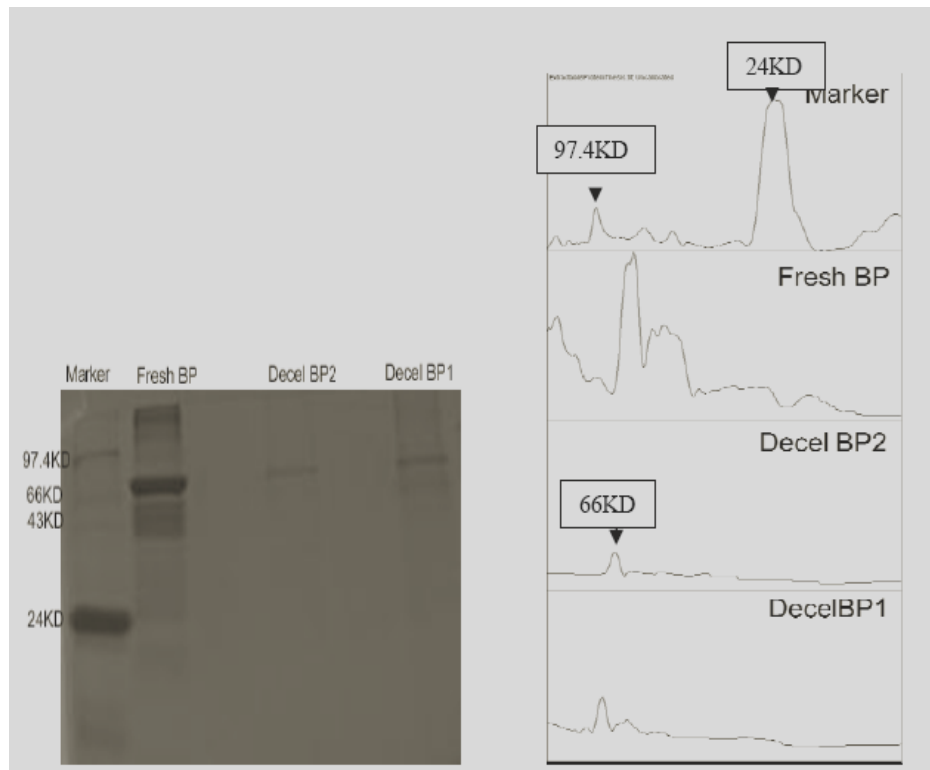 24KD
Marker
97.4KD
Fresh BP
Decel BP2
66KD
DecelBP1
Marker Fresh BP Decel BP2 Decel BP1
97.4KD
66KD
43KD
24KD